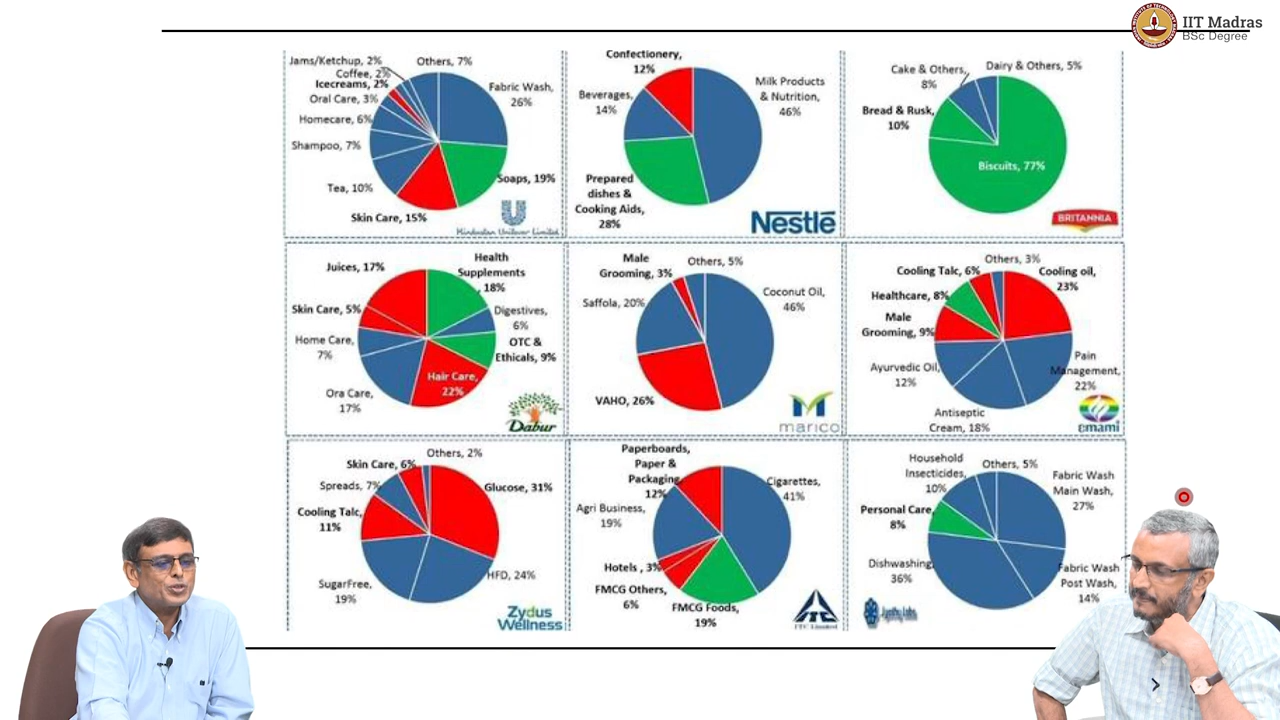 IIT Madras
BSc Degree
Jams/Ketchup, 2%
Coffee, 2%
Icecreams, 2%
Oral Care, 3%
Homecare, 6%
Shampoo, 7%
Tea, 10%
Skin Care, 15%
Others, 7%
Fabric Wash,
26%
Soaps, 19%
Hindustan Unilever Limited
Confectionery,
12%
Beverages,
14%
Prepared
dishes &
Cooking Aids,
28%
Milk Products
& Nutrition,
46%
Nestlé
Cake & Others,
8%
Bread & Rusk,
10%
Dairy & Others, 5%
Biscuits, 77%
BRITANNIA
Juices, 17%
Skin Care, 5%
Home Care,
7%
Ora Care,
17%
Health
Supplements
18%
Digestives,
6%
OTC &
Ethicals, 9%
Hair Care,
22%
Dabur
Male
Grooming, 3%
Others, 5%
Saffola, 20%
Coconut Oil,
46%
VAHO, 26%
marico
Others, 3%
Cooling Talc, 6%
Cooling oil,
23%
Healthcare, 8%
Male
Grooming, 9%
Ayurvedic Oil,
12%
Antiseptic
Cream, 18%
Pain
Management,
22%
emami
Others, 2%
Skin Care, 6%
Spreads, 7%
Cooling Talc,
11%
SugarFree,
19%
Glucose, 31%
HFD, 24%
Zydus
Wellness
Paperboards,
Paper &
Packaging,
12%
Agri Business,
19%
Hotels , 3%
FMCG Others,
6%
FMCG Foods,
19%
Cigarettes,
41%
ITC Limited
Household
Insecticides,
10%
Others, 5%
Personal Care,
8%
Dishwashing,
36%
Fabric Wash
Main Wash,
27%
Fabric Wash
Post Wash,
14%
Jyothy Labs